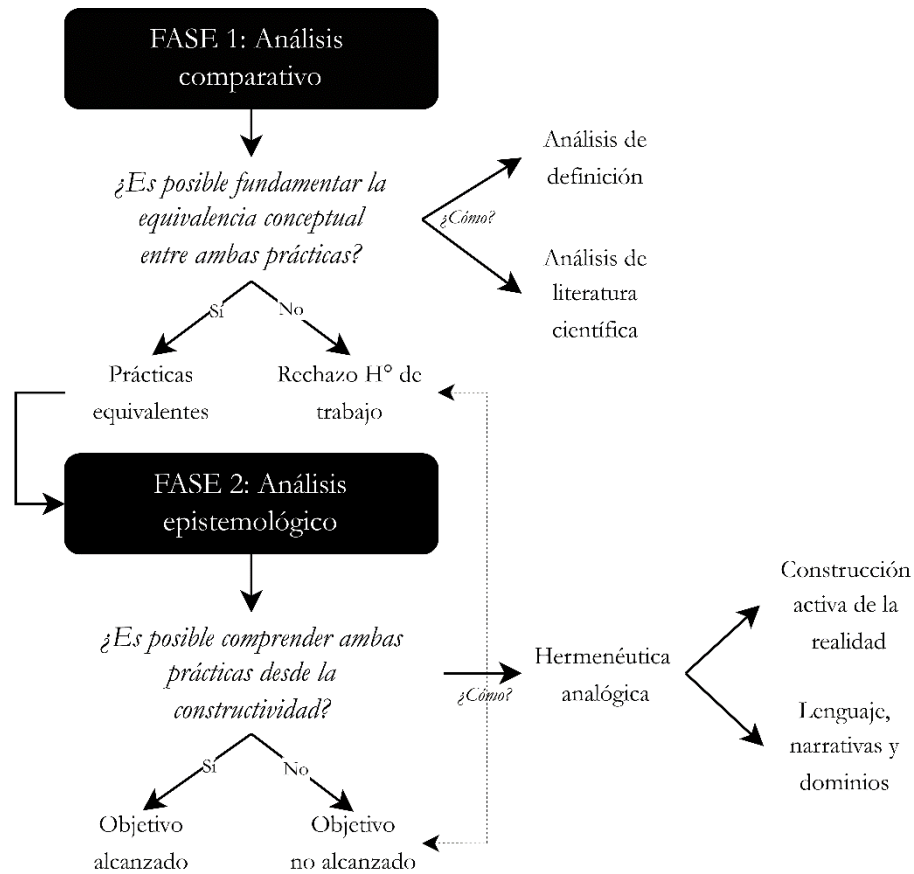 FASE 1: Análisis
comparativo
¿Es posible fundamentar la
equivalencia conceptual
entre ambas prácticas?
¿Cómo?
Análisis de
definición
Análisis de
literatura
científica
Sí
No
Prácticas
equivalentes
Rechazo H° de
trabajo
FASE 2: Análisis
epistemológico
¿Es posible comprender ambas
prácticas desde la
constructividad?
¿Cómo?
Hermenéutica
analógica
Construcción
activa de la
realidad
Lenguaje,
narrativas y
dominios
Sí
No
Objetivo
alcanzado
Objetivo
no alcanzado